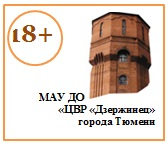 18+
МАУ ДО
«ЦВР «Дзержинец»
города Тюмени